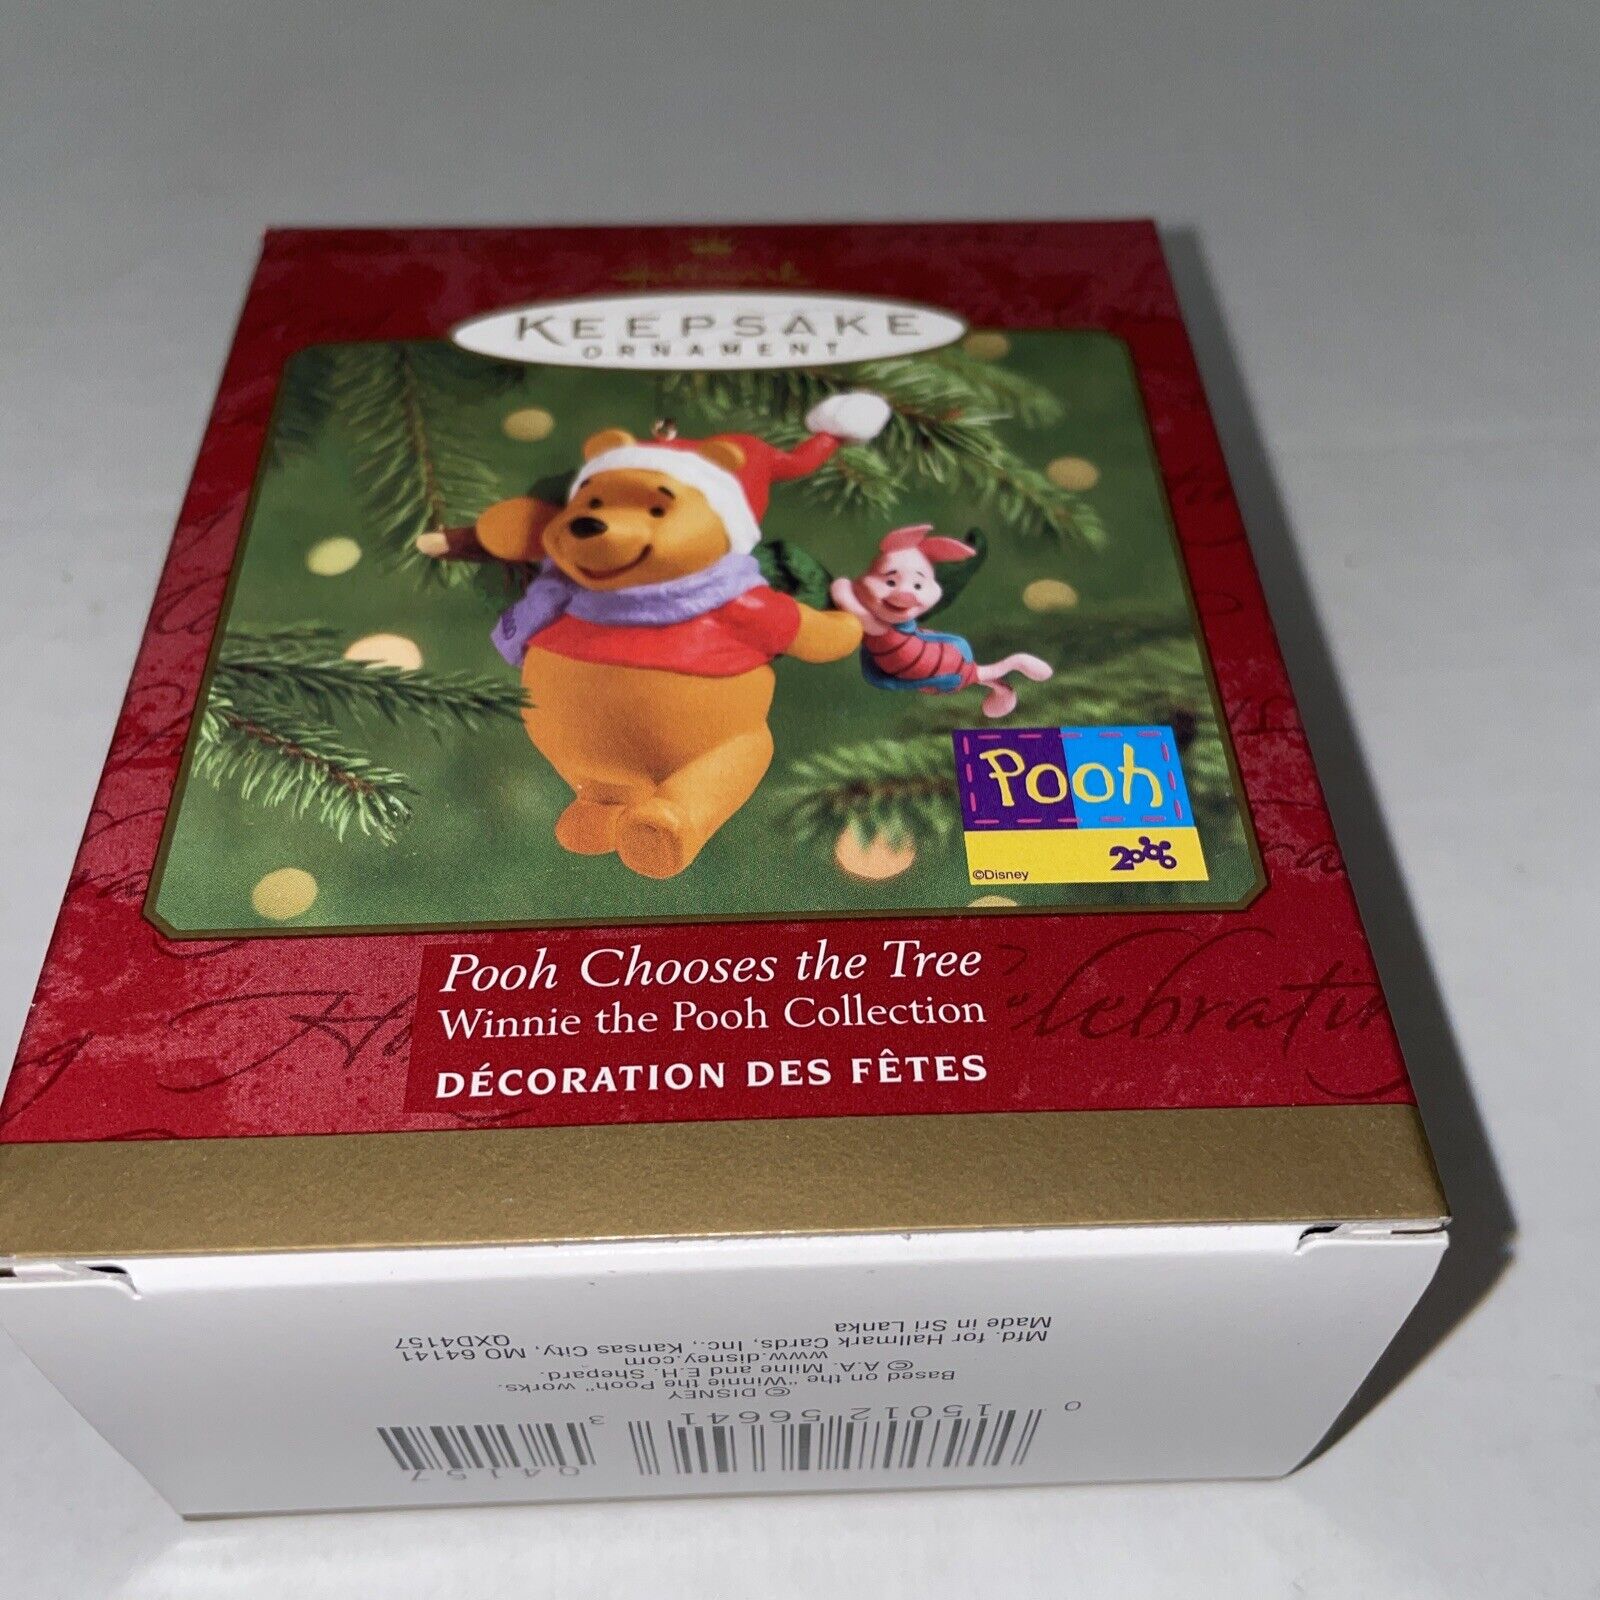 Hallmark
KEEPSAKE
ORNAMENT
Pooh
2000
©Disney
Pooh Chooses the Tree
Winnie the Pooh Collection
DÉCORATION DES FÊTES
Mfd. for Hallmark Cards, Inc., Kansas City, MO 64141
Made in Sri Lanka QXD4157
www.disney.com
© A.A. Milne and E.H. Shepard.
Based on the "Winnie the Pooh" works.
© DISNEY
0 15012 56641 3
04157